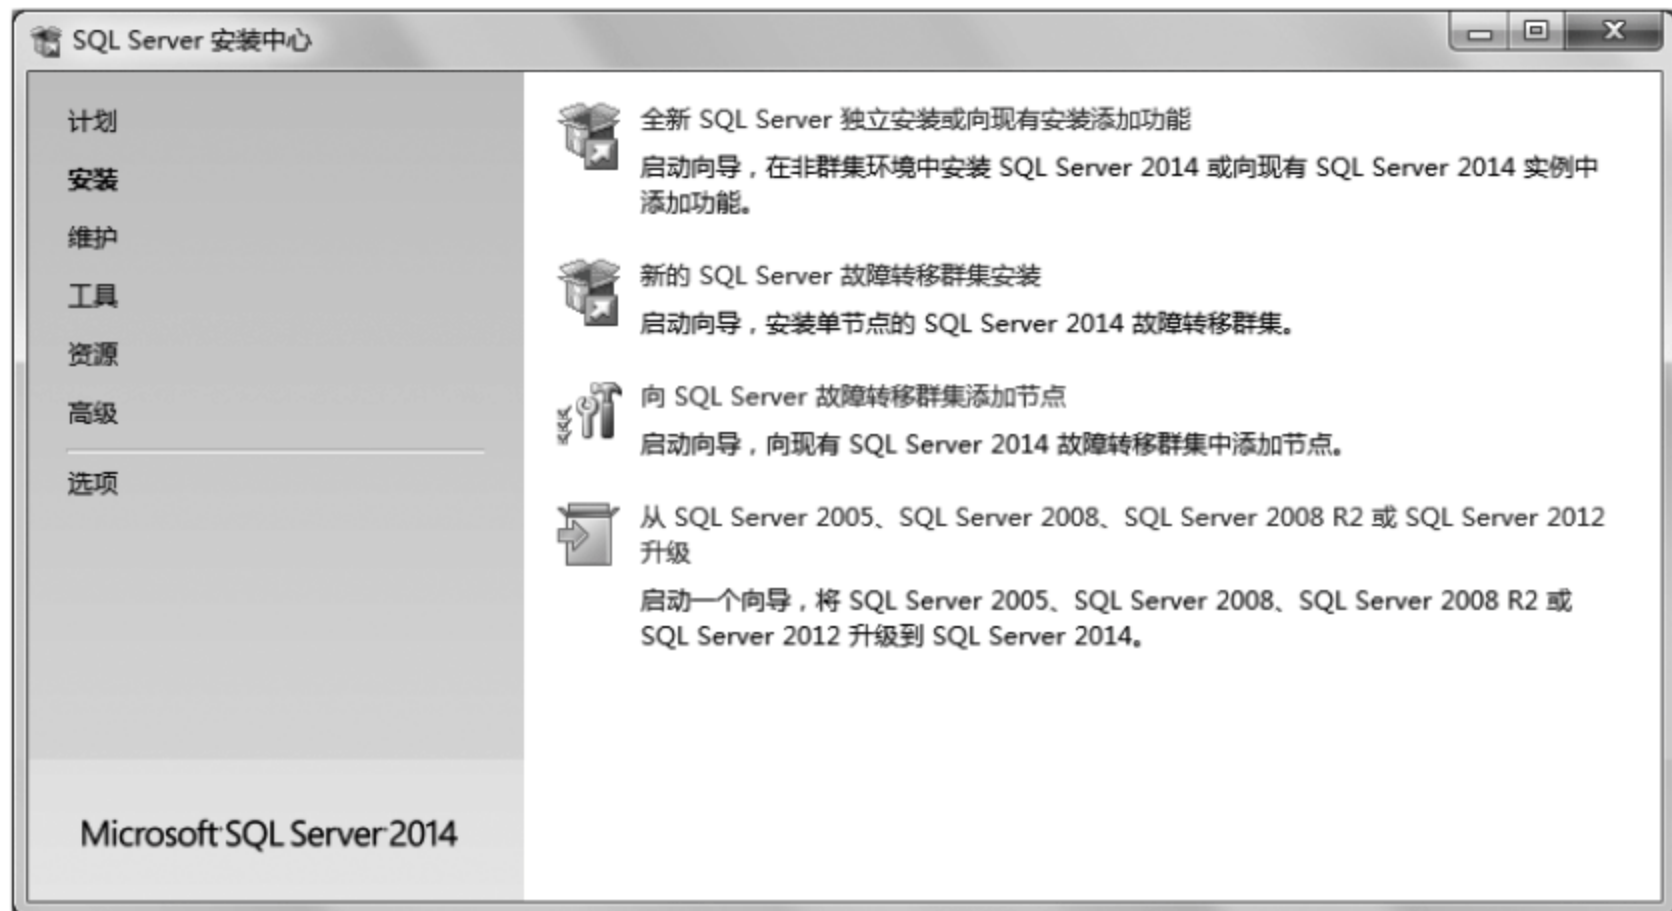 SQL Server 安装中心
计划
安装
维护
工具
资源
高级
选项
Microsoft SQL Server 2014
全新 SQL Server 独立安装或向现有安装添加功能
启动向导，在非群集环境中安装 SQL Server 2014 或向现有 SQL Server 2014 实例中
添加功能。
新的 SQL Server 故障转移群集安装
启动向导，安装单节点的 SQL Server 2014 故障转移群集。
向 SQL Server 故障转移群集添加节点
启动向导，向现有 SQL Server 2014 故障转移群集中添加节点。
从 SQL Server 2005、SQL Server 2008、SQL Server 2008 R2 或 SQL Server 2012
升级
启动一个向导，将 SQL Server 2005、SQL Server 2008、SQL Server 2008 R2 或
SQL Server 2012 升级到 SQL Server 2014。